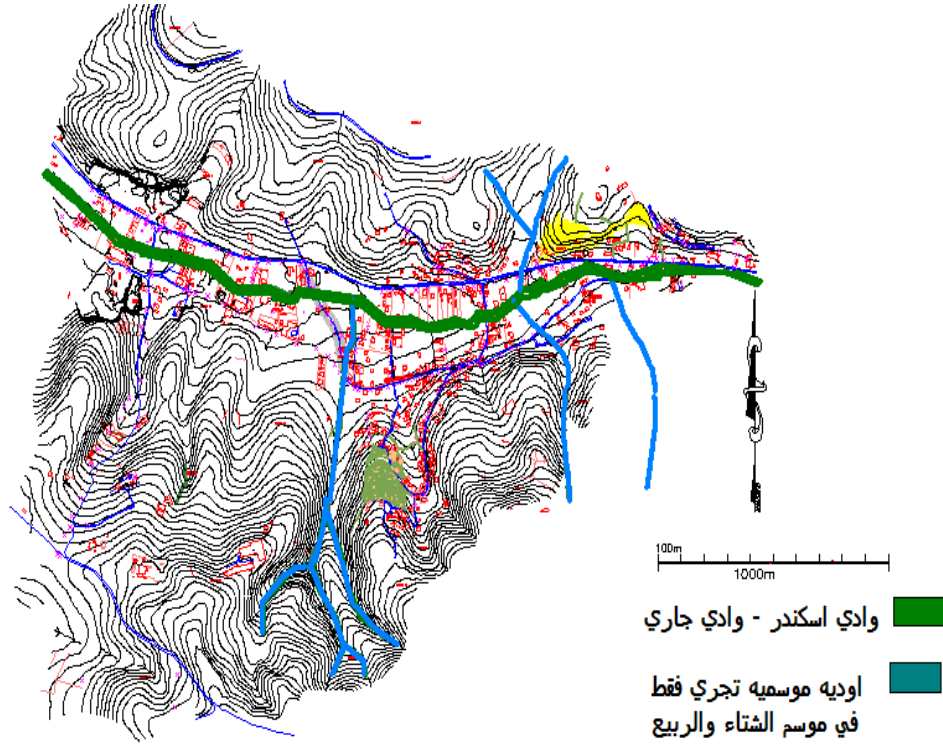 100m
1000m
وادي اسكندر - وادي جاري
اوديه موسميه تجري فقط
في موسم الشتاء والربيع